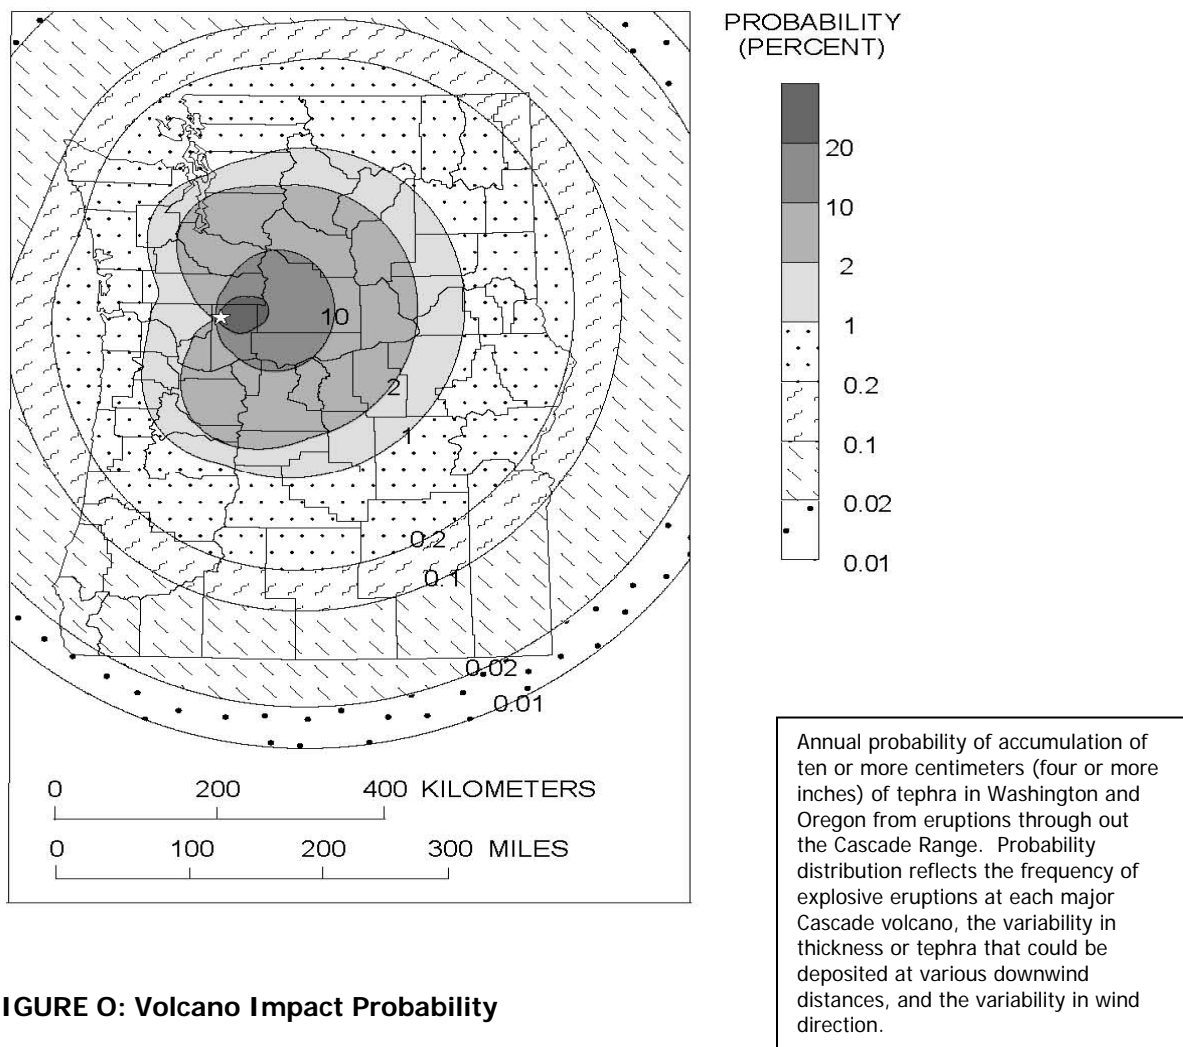 PROBABILITY
(PERCENT)
20
10
2
1
0.2
0.1
0.02
0.01
10
2
1
0.2
0.1
0.02
0.01
0 200 400 KILOMETERS
0 100 200 300 MILES
Annual probability of accumulation of
ten or more centimeters (four or more
inches) of tephra in Washington and
Oregon from eruptions through out
the Cascade Range. Probability
distribution reflects the frequency of
explosive eruptions at each major
Cascade volcano, the variability in
thickness or tephra that could be
deposited at various downwind
distances, and the variability in wind
direction.
IGURE O: Volcano Impact Probability